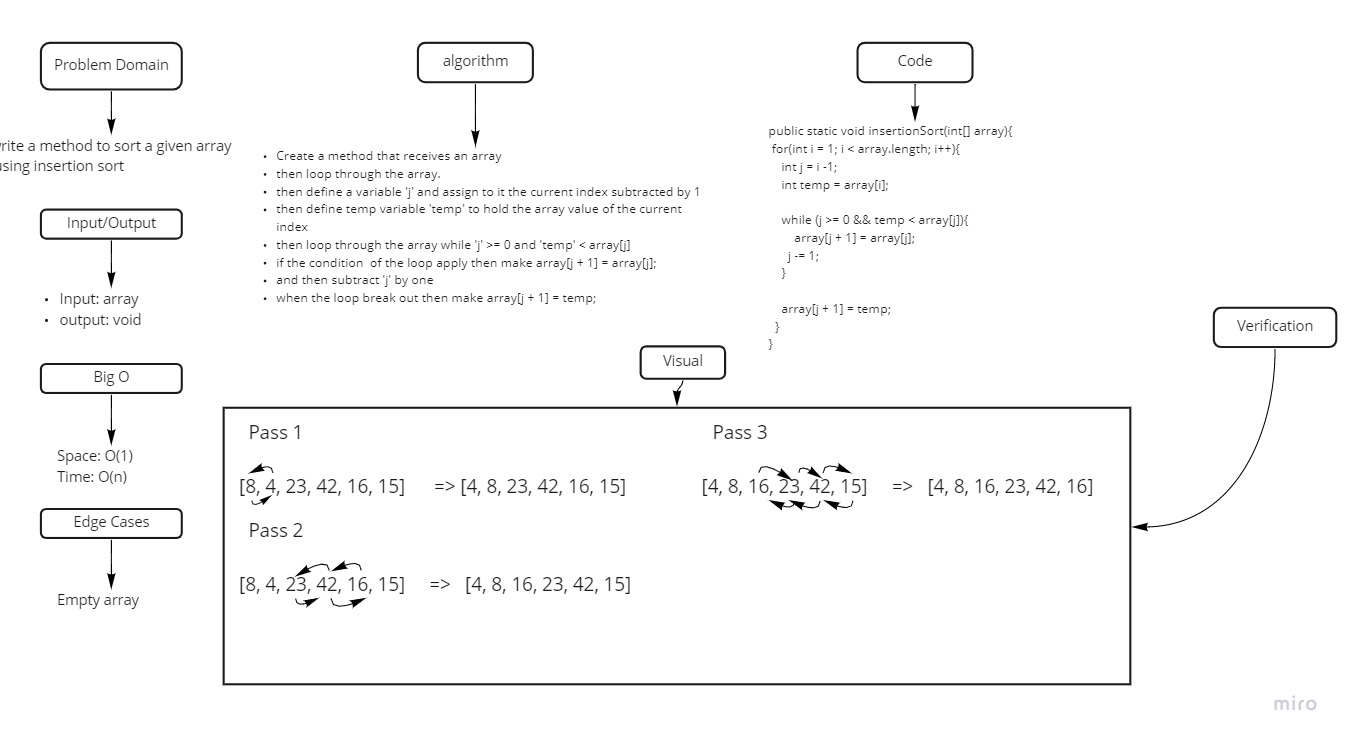 Problem Domain
rite a method to sort a given array
using insertion sort
Input/Output
• Input: array
• output: void
Big O
Space: O(1)
Time: O(n)
Edge Cases
Empty array
algorithm
• Create a method that receives an array
• then loop through the array.
• then define a variable 'j' and assign to it the current index subtracted by 1
• then define temp variable 'temp' to hold the array value of the current
index
• then loop through the array while 'j' >= 0 and 'temp' < array[j]
• if the condition  of the loop apply then make array[j + 1] = array[j];
• and then subtract 'j' by one
• when the loop break out then make array[j + 1] = temp;
Code
public static void insertionSort(int[] array){
for(int i = 1; i < array.length; i++){
int j = i -1;
int temp = array[i];
while (j >= 0 && temp < array[j]){
array[j + 1] = array[j];
j -= 1;
}
array[j + 1] = temp;
}
}
Visual
Pass 1
[8, 4, 23, 42, 16, 15] => [4, 8, 23, 42, 16, 15]
Pass 2
[8, 4, 23, 42, 16, 15] => [4, 8, 16, 23, 42, 15]
Pass 3
[4, 8, 16, 23, 42, 15] => [4, 8, 16, 23, 42, 16]
Verification
miro